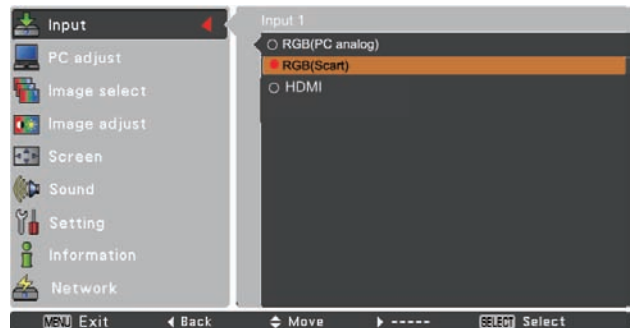 Input
PC adjust
Image select
Image adjust
Screen
Sound
Setting
Information
Network
Input 1
RGB(PC analog)
RGB(Scart)
HDMI
MENU Exit Back Move ----- SELECT Select